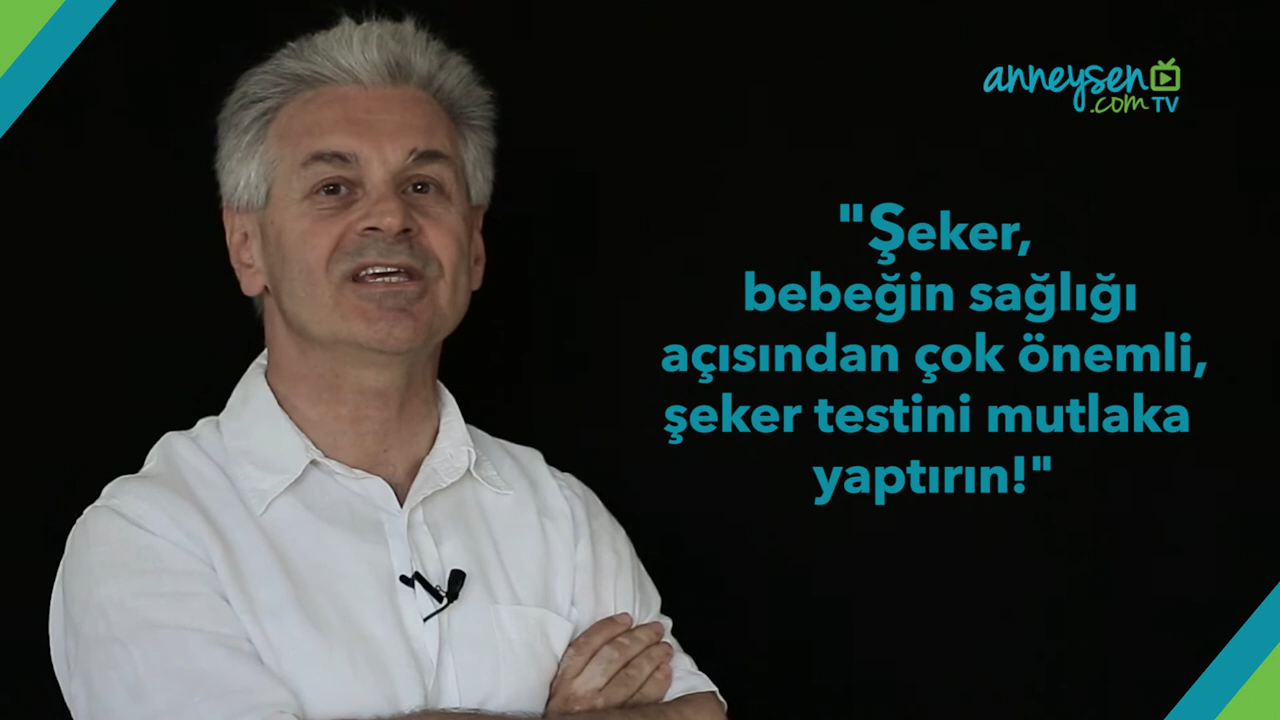 anneysen
.com TV
"Şeker,
bebeğin sağlığı
açısından çok önemli,
şeker testini mutlaka
yaptırın!"